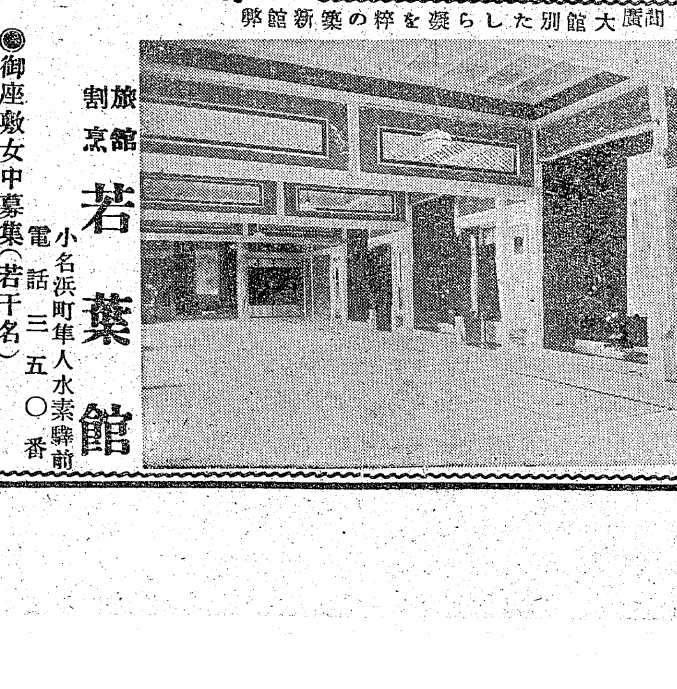 弊館新築の粋を凝らした別館大廣間
旅館
割烹
若葉館
小名浜町隼人水素驛前
電話三五〇番
◉御座敷女中募集(若干名)